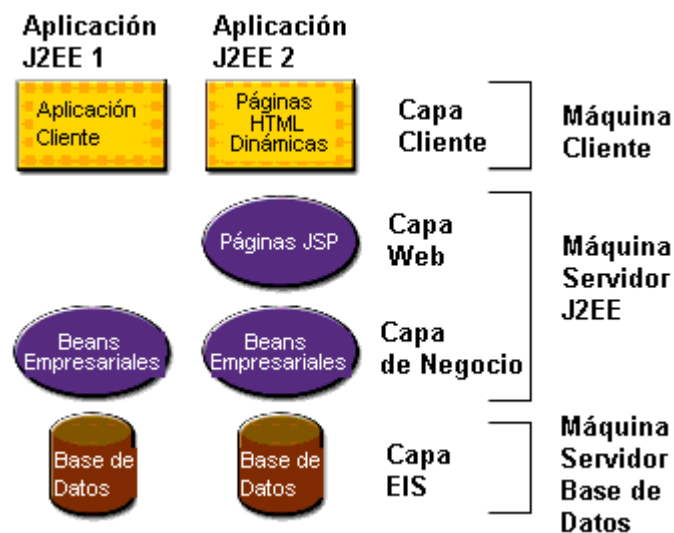 Aplicación
J2EE 1
Aplicación
J2EE 2
Aplicación
Cliente
Páginas
HTML
Dinámicas
Capa
Cliente
Máquina
Cliente
Páginas JSP
Capa
Web
Máquina
Servidor
J2EE
Beans
Empresariales
Beans
Empresariales
Capa
de Negocio
Base de
Datos
Base de
Datos
Capa
EIS
Máquina
Servidor
Base de
Datos